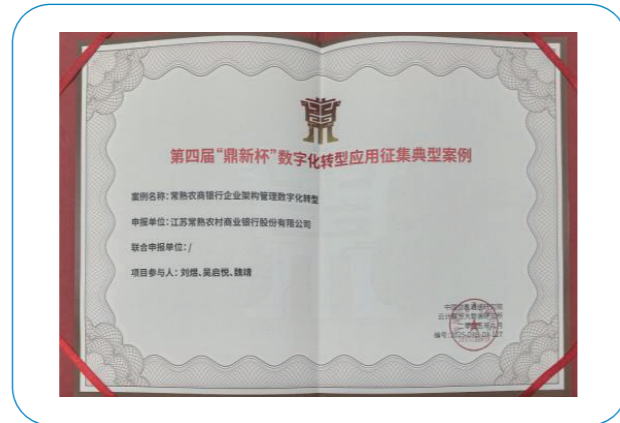 第四届“鼎新杯”数字化转型应用征集典型案例
案例名称：常熟农商银行企业架构管理数字化转型
申报单位：江苏常熟农村商业银行股份有限公司
联合申报单位：/
项目参与人：刘煜、吴启悦、魏靖